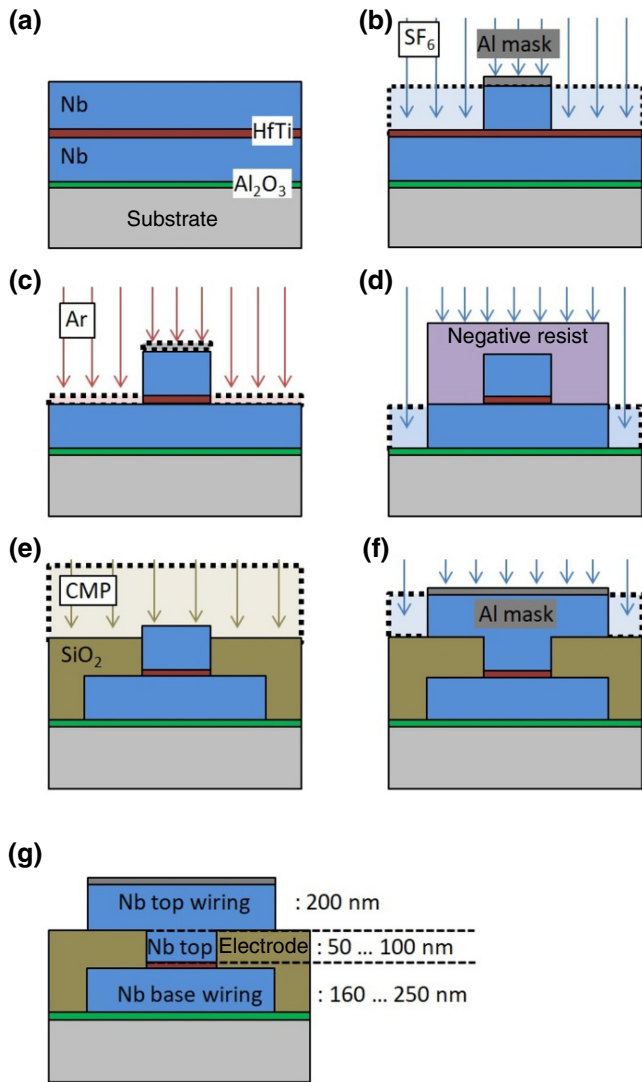 (a)
Nb
HfTi
Nb
Al₂O₃
Substrate
(b)
SF₆
Al mask
(c)
Ar
(d)
Negative resist
(e)
CMP
SiO₂
(f)
Al mask
(g)
Nb top wiring : 200 nm
Nb top Electrode : 50 ... 100 nm
Nb base wiring : 160 ... 250 nm